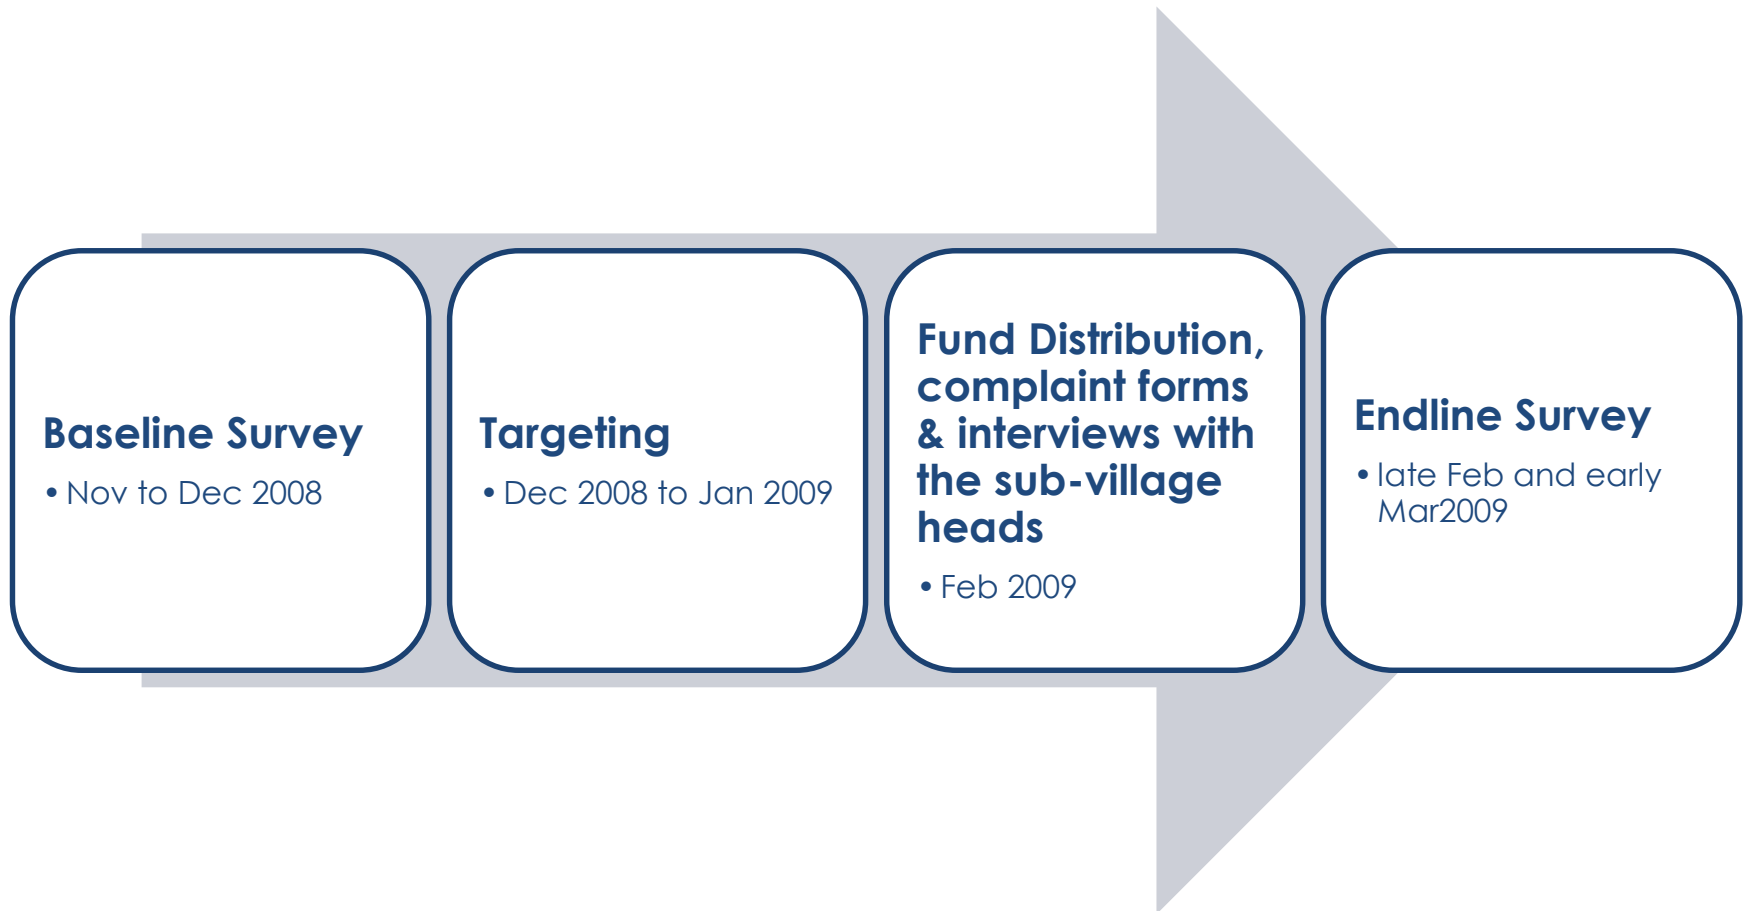 Baseline Survey
• Nov to Dec 2008
Targeting
• Dec 2008 to Jan 2009
Fund Distribution,
complaint forms
& interviews with
the sub-village
heads
• Feb 2009
Endline Survey
• late Feb and early
Mar2009